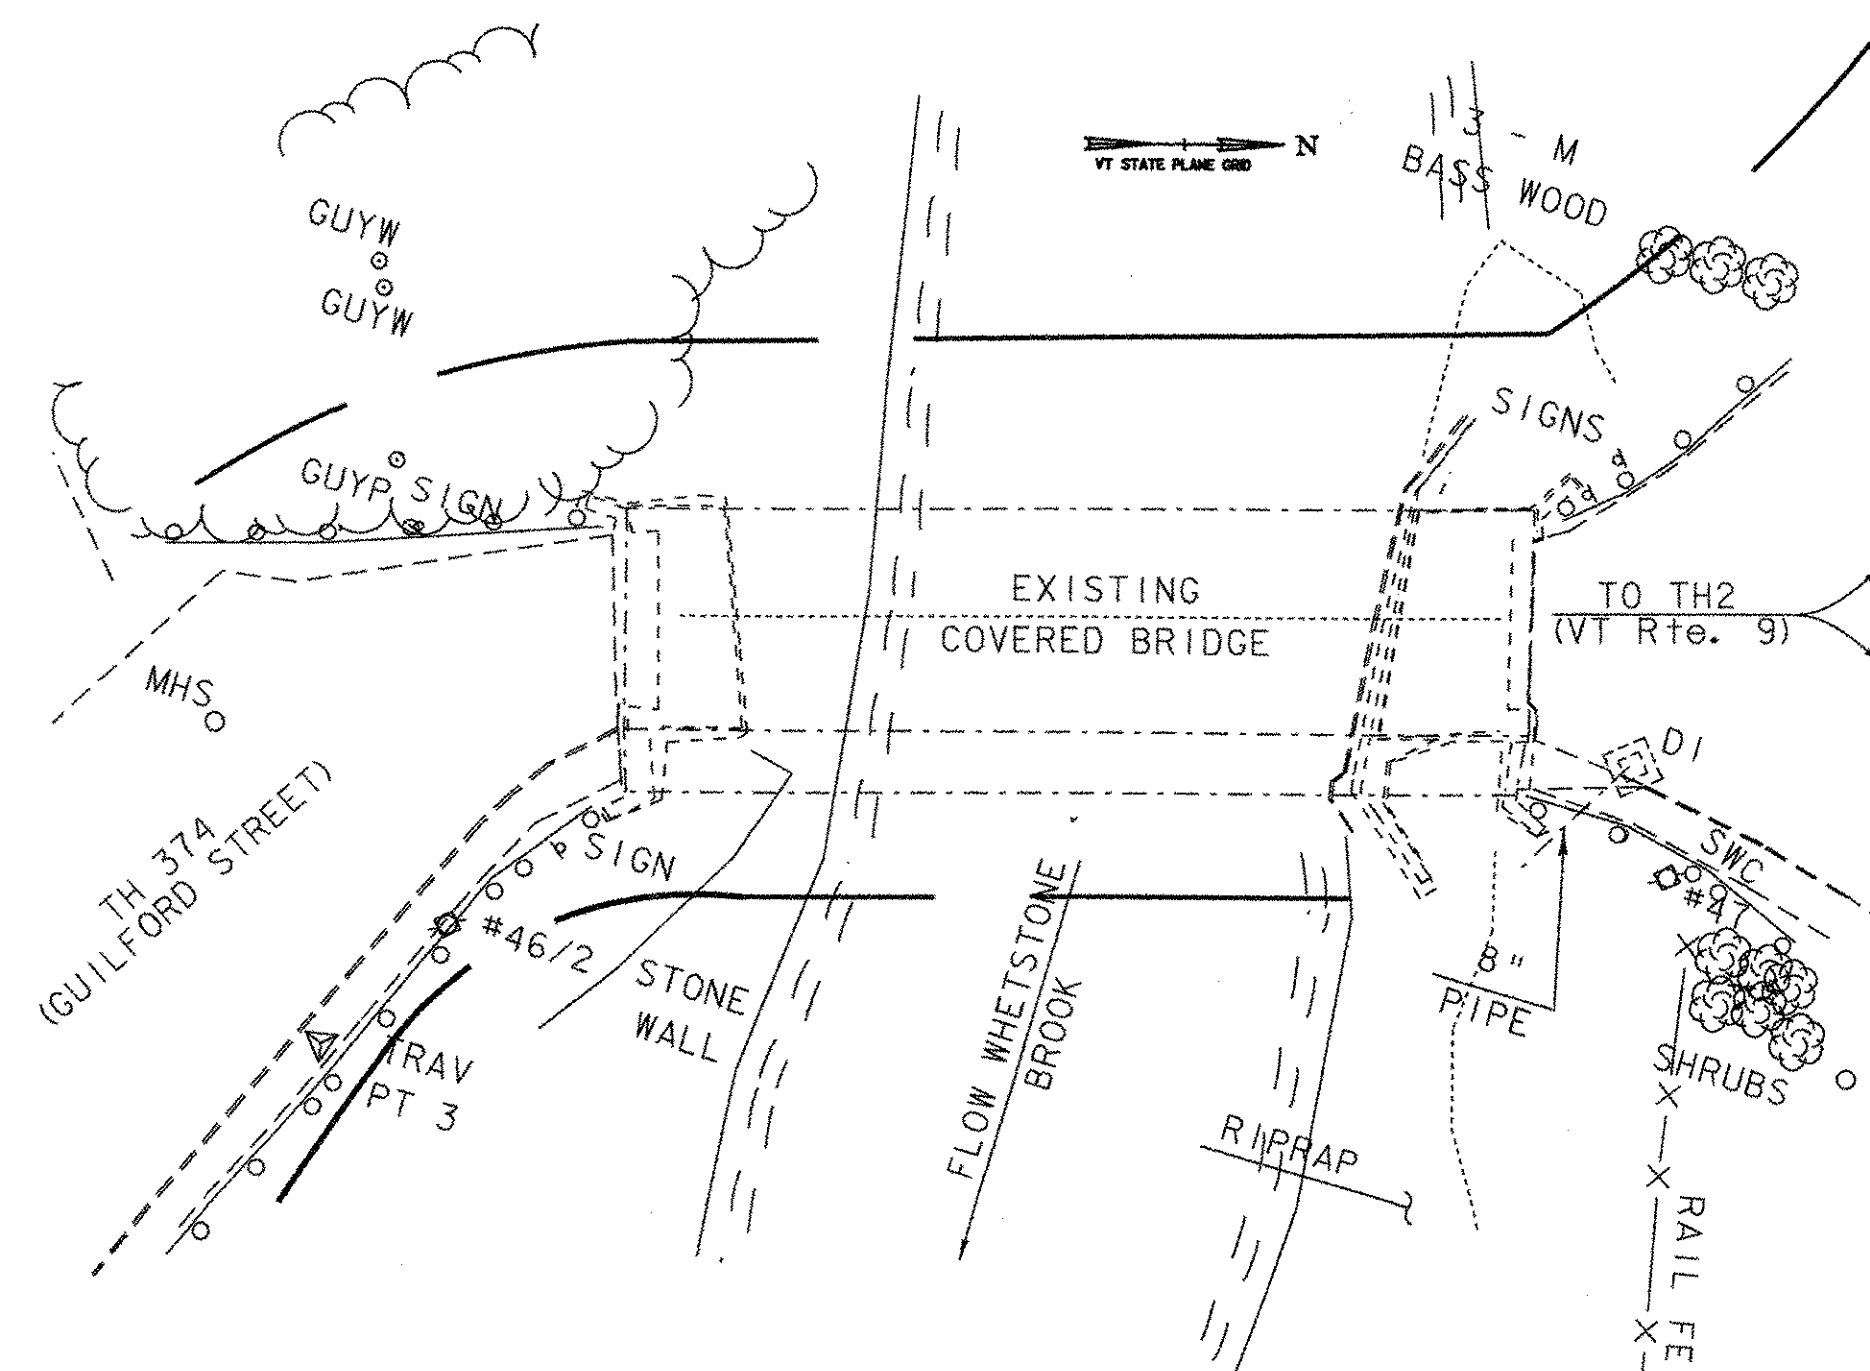 N
VT STATE PLANE GRID
3 - M
BASS WOOD
GUYW
GUYW
SIGNS
GUYP SIGN
EXISTING
COVERED BRIDGE
TO TH2
(VT Rte. 9)
MHS
DI
TH 374
(GUILFORD STREET)
SIGN
SWC
#46/2
#47
STONE
WALL
FLOW WHETSTONE
BROOK
8"
PIPE
TRAV
PT 3
SHRUBS
RIPRAP
RAIL FE